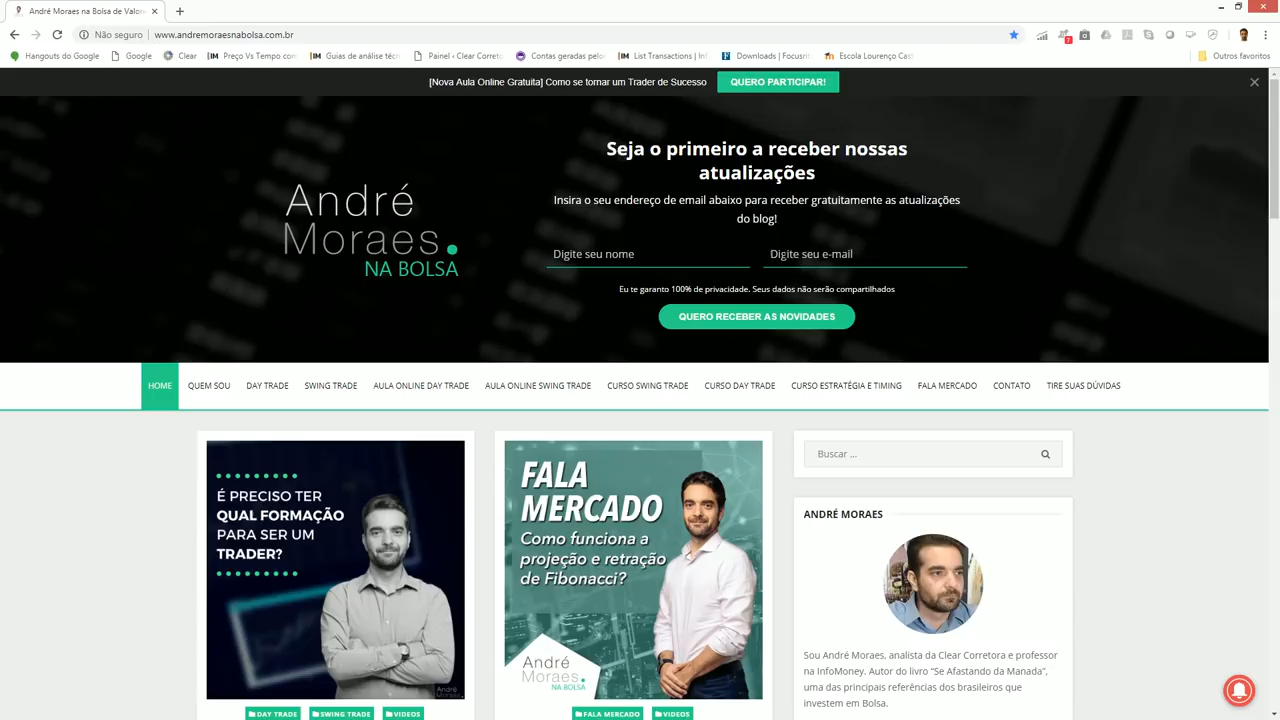 André Moraes na Bolsa de Valor
Não seguro
www.andremoraesnabolsa.com.br
7
Hangouts do Google
Google
Clear
Preço Vs Tempo com
Guias de análise técn
Painel ‹ Clear Corret
Contas geradas pelo
List Transactions | Inf
Downloads | Focusrit
Escola Lourenço Cast
Outros favoritos
[Nova Aula Online Gratuita] Como se tornar um Trader de Sucesso
QUERO PARTICIPAR!
Seja o primeiro a receber nossas
atualizações
Insira o seu endereço de email abaixo para receber gratuitamente as atualizações
do blog!
André
Moraes.
NA BOLSA
Digite seu nome
Digite seu e-mail
Eu te garanto 100% de privacidade. Seus dados não serão compartilhados
QUERO RECEBER AS NOVIDADES
HOME
QUEM SOU
DAY TRADE
SWING TRADE
AULA ONLINE DAY TRADE
AULA ONLINE SWING TRADE
CURSO SWING TRADE
CURSO DAY TRADE
CURSO ESTRATÉGIA E TIMING
FALA MERCADO
CONTATO
TIRE SUAS DÚVIDAS
É PRECISO TER
QUAL FORMAÇÃO
PARA SER UM
TRADER?
André
Moraes.
DAY TRADE
SWING TRADE
VIDEOS
FALA
MERCADO
Como funciona a
projeção e retração
de Fibonacci?
André
Moraes.
NA BOLSA
FALA MERCADO
VIDEOS
Buscar ...
ANDRÉ MORAES
Sou André Moraes, analista da Clear Corretora e professor
na InfoMoney. Autor do livro “Se Afastando da Manada”,
uma das principais referências dos brasileiros que
investem em Bolsa.